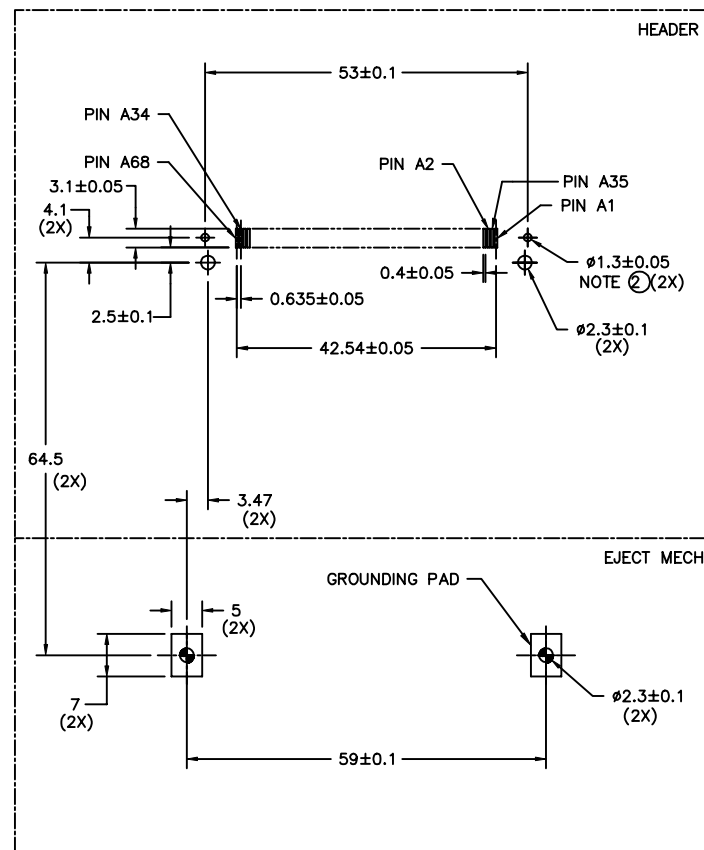 HEADER
53±0.1
PIN A34
PIN A68
PIN A2
PIN A35
PIN A1
3.1±0.05
4.1
(2X)
ø1.3±0.05
NOTE ②(2X)
0.4±0.05
0.635±0.05
2.5±0.1
ø2.3±0.1
(2X)
42.54±0.05
64.5
(2X)
3.47
(2X)
EJECT MECH
GROUNDING PAD
5
(2X)
7
(2X)
ø2.3±0.1
(2X)
59±0.1